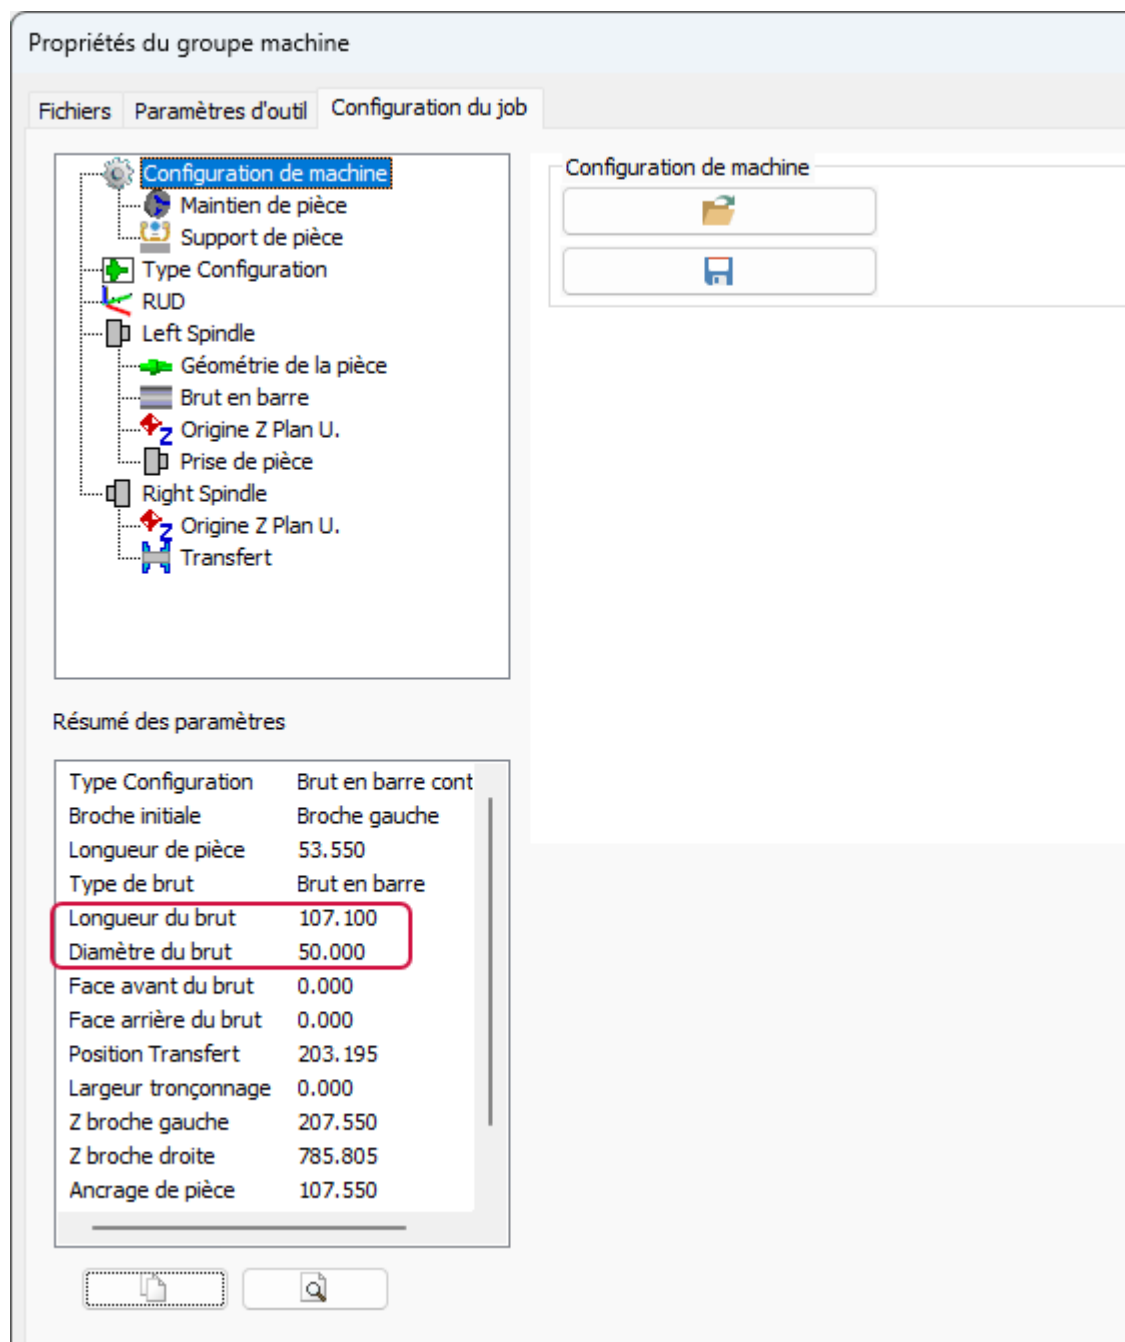 Propriétés du groupe machine
Fichiers Paramètres d'outil Configuration du job
Configuration de machine
Maintien de pièce
Support de pièce
Type Configuration
RUD
Left Spindle
Géométrie de la pièce
Brut en barre
Origine Z Plan U.
Prise de pièce
Right Spindle
Origine Z Plan U.
Transfert
Configuration de machine
Résumé des paramètres
Type Configuration Brut en barre cont
Broche initiale Broche gauche
Longueur de pièce 53.550
Type de brut Brut en barre
Longueur du brut 107.100
Diamètre du brut 50.000
Face avant du brut 0.000
Face arrière du brut 0.000
Position Transfert 203.195
Largeur tronçonnage 0.000
Z broche gauche 207.550
Z broche droite 785.805
Ancrage de pièce 107.550